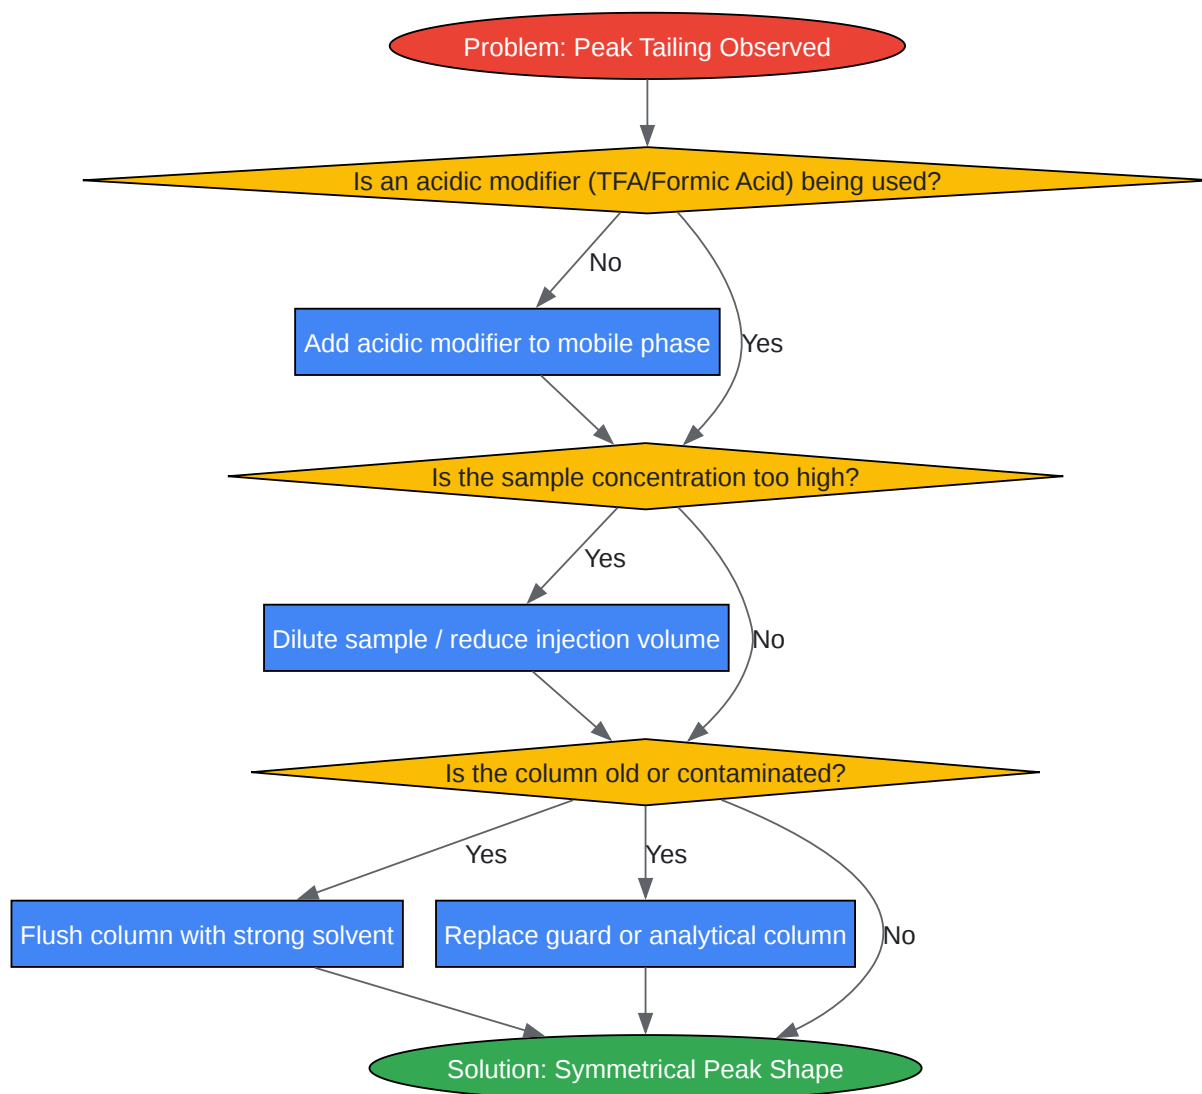 Problem: Peak Tailing Observed
Is an acidic modifier (TFA/Formic Acid) being used?
No
Add acidic modifier to mobile phase
Yes
Is the sample concentration too high?
Yes
Dilute sample / reduce injection volume
No
Is the column old or contaminated?
Yes
Yes
Flush column with strong solvent
Replace guard or analytical column
No
Solution: Symmetrical Peak Shape